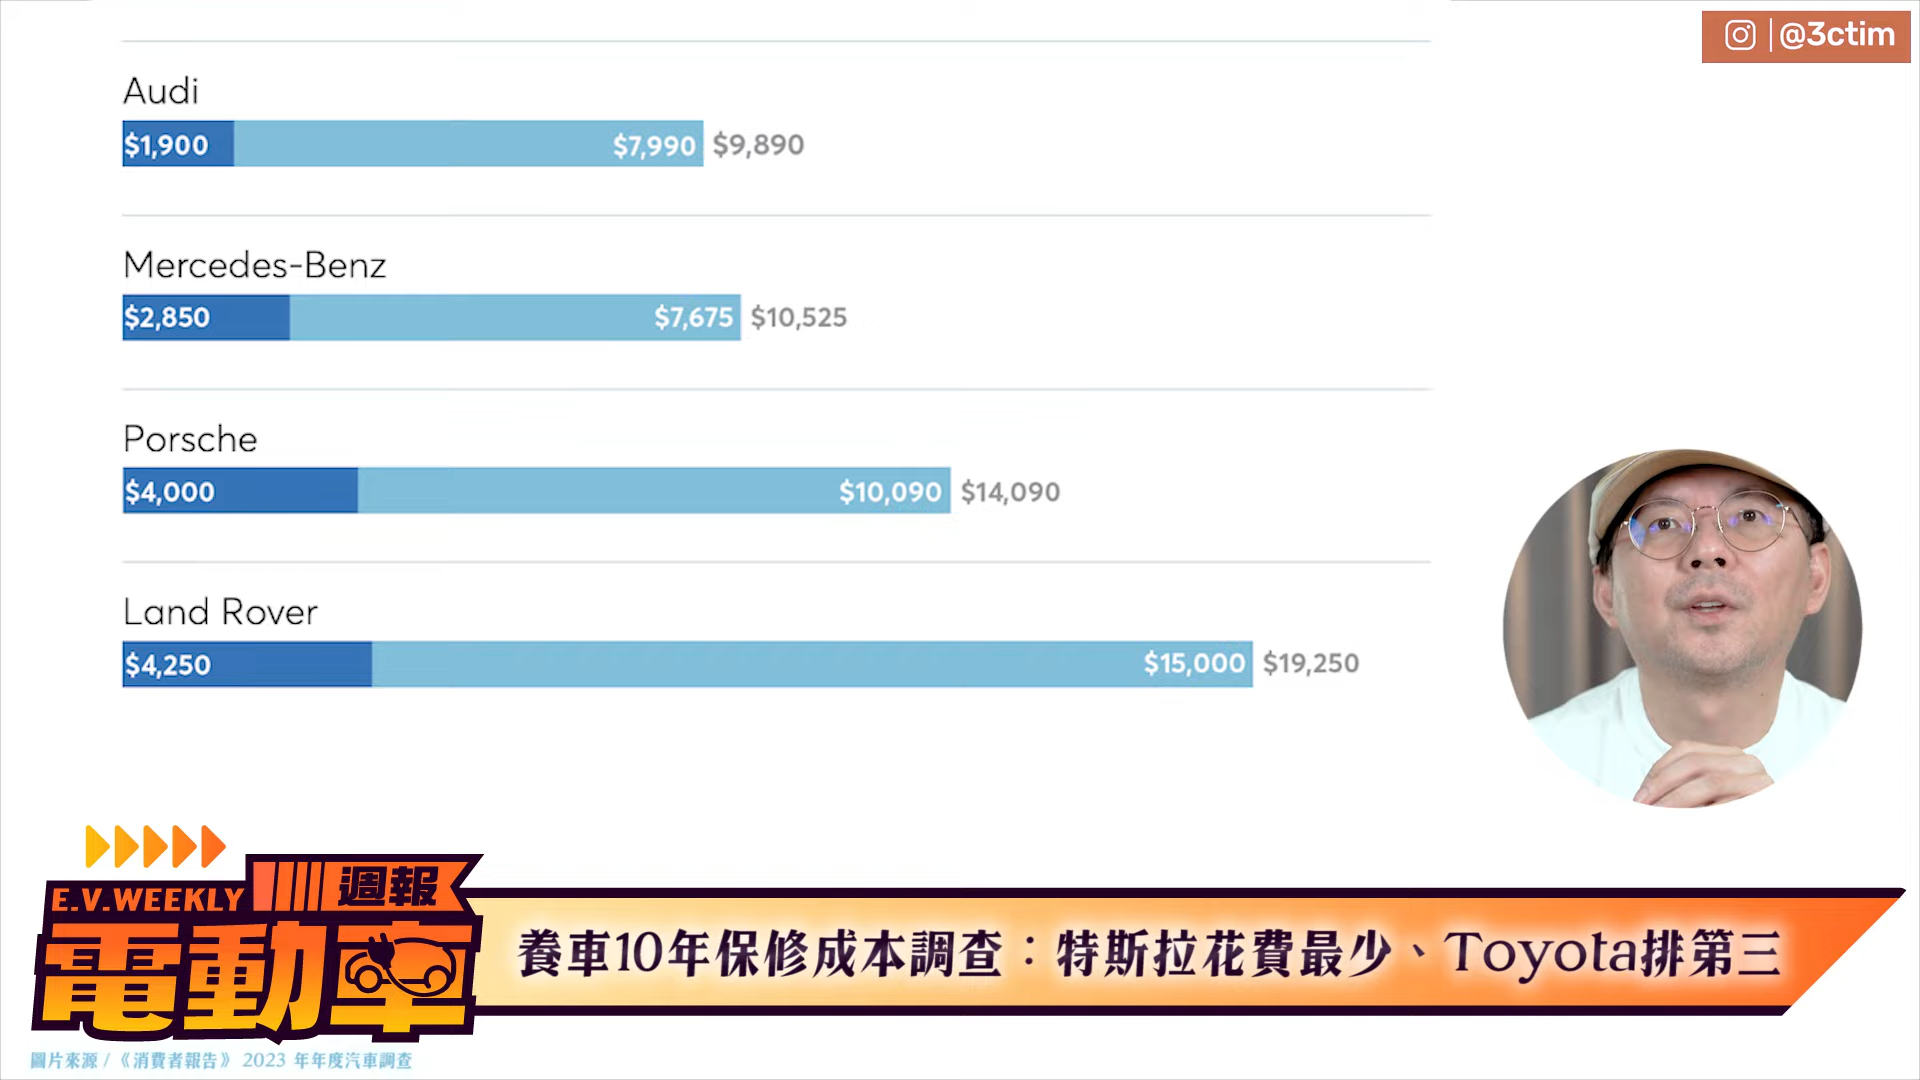 @3ctim
Audi
$1,900 $7,990 $9,890
Mercedes-Benz
$2,850 $7,675 $10,525
Porsche
$4,000 $10,090 $14,090
Land Rover
$4,250 $15,000 $19,250
E.V.WEEKLY 週報
電動車
養車10年保修成本調查：特斯拉花費最少、Toyota排第三
圖片來源 /《消費者報告》 2023 年年度汽車調查